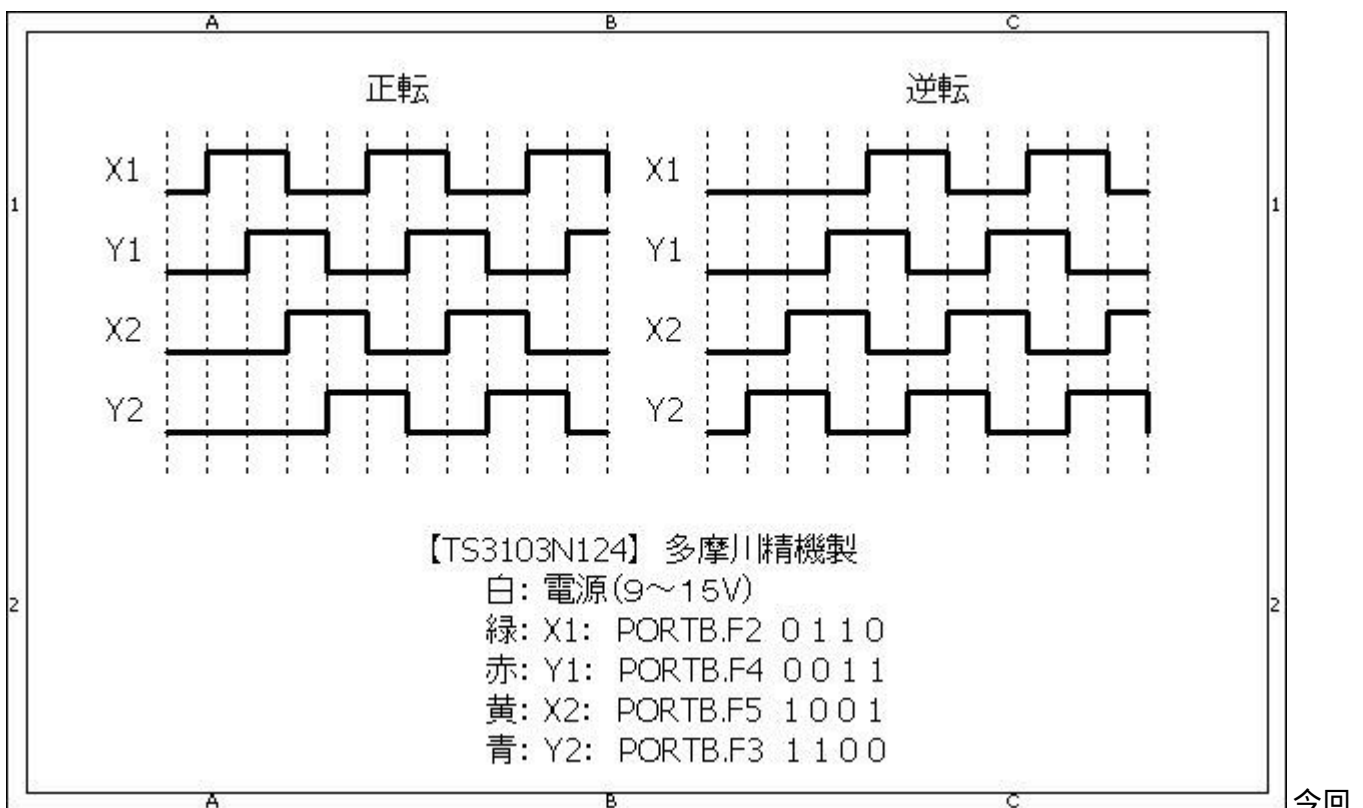 A B C
正転 逆転
X1 X1
1 1
Y1 Y1
X2 X2
Y2 Y2
【TS3103N124】 多摩川精機製
白: 電源(9~15V)
2 2
緑: X1: PORTB.F2 0 1 1 0
赤: Y1: PORTB.F4 0 0 1 1
黄: X2: PORTB.F5 1 0 0 1
青: Y2: PORTB.F3 1 1 0 0
A B C
今回